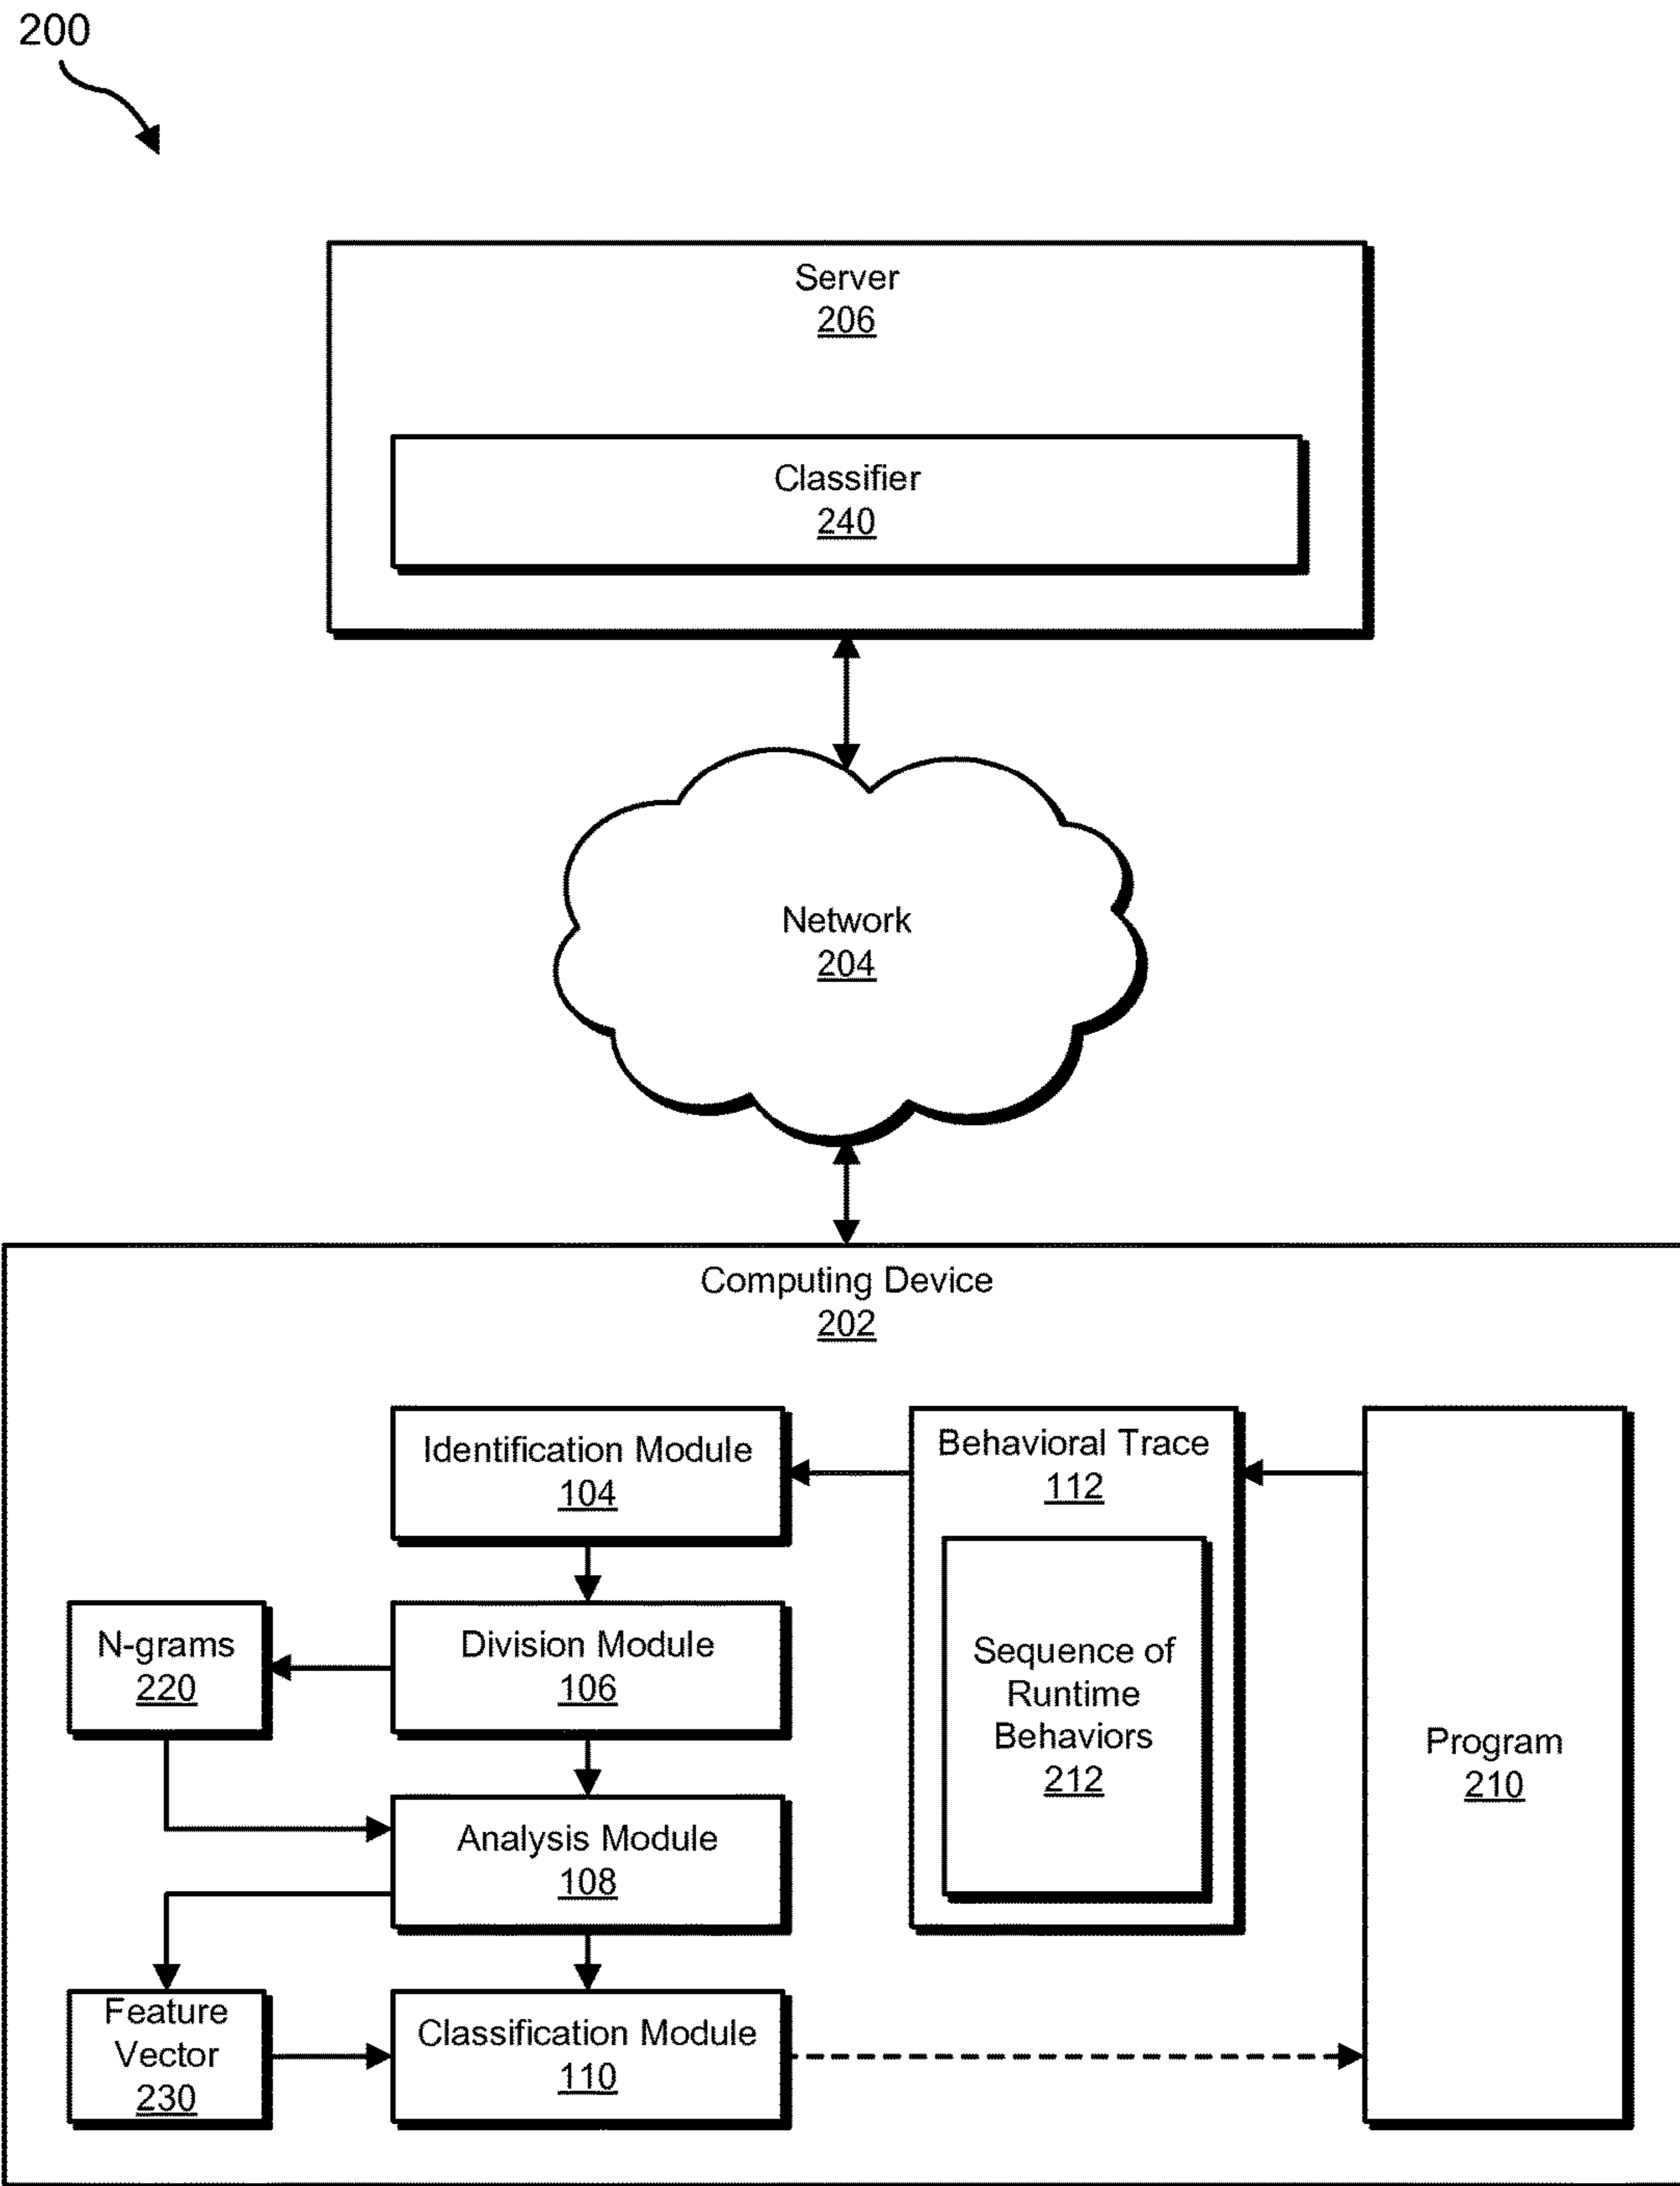 200
Server
206
Classifier
240
Network
204
Computing Device
202
Identification Module
104
Behavioral Trace
112
Sequence of
Runtime
Behaviors
212
Program
210
N-grams
220
Division Module
106
Analysis Module
108
Feature
Vector
230
Classification Module
110